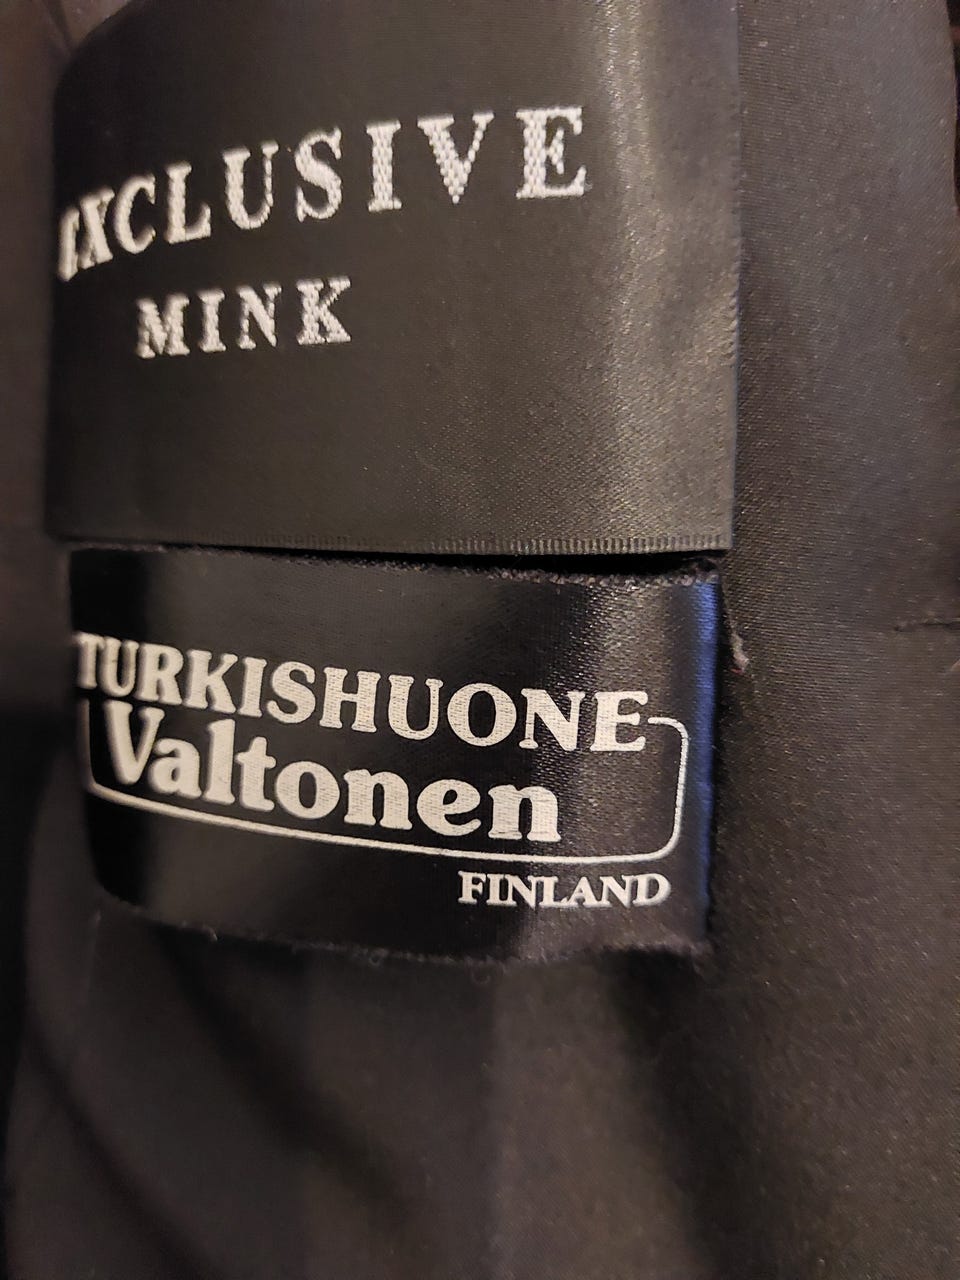 EXCLUSIVE
MINK
TURKISHUONE
Valtonen
FINLAND